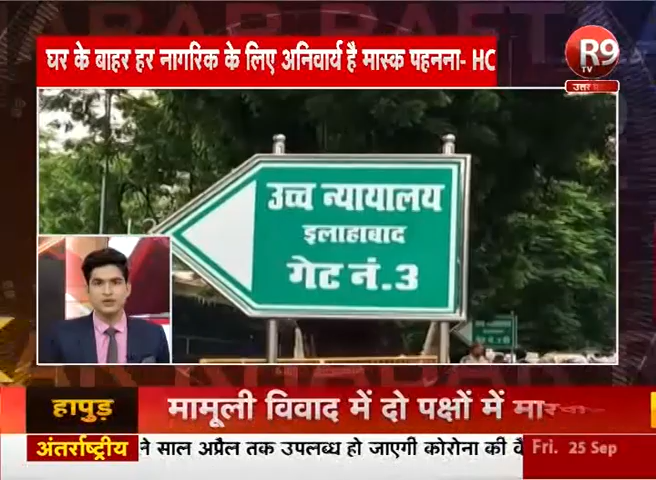 घर के बाहर हर नागरिक के लिए अनिवार्य है मास्क पहनना- HC
R9
TV
उच्च न्यायालय
इलाहाबाद
गेट नं.3
हापुड़
मामूली विवाद में दो पक्षों में
अंतर्राष्ट्रीय
ने साल अप्रैल तक उपलब्ध हो जाएगी कोरोना की
Fri. 25 Sep